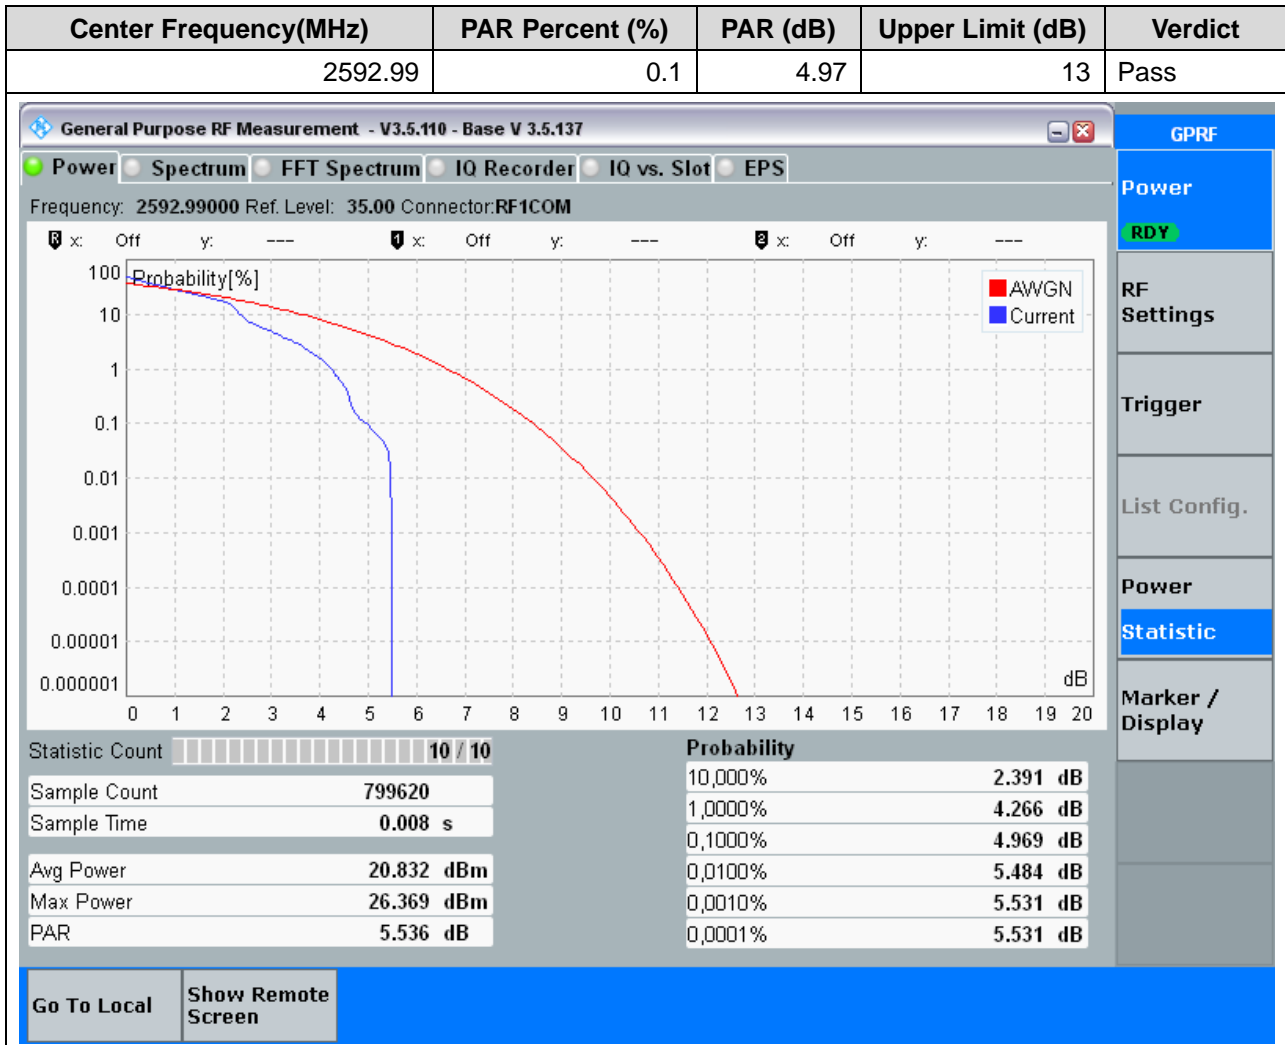 Center Frequency(MHz) PAR Percent (%) PAR (dB) Upper Limit (dB) Verdict
2592.99 0.1 4.97 13 Pass
General Purpose RF Measurement - V3.5.110 - Base V 3.5.137
GPRF
Power Spectrum FFT Spectrum IQ Recorder IQ vs. Slot EPS
Frequency: 2592.99000 Ref. Level: 35.00 Connector:RF1COM
R x: Off y: --- 1 x: Off y: --- 2 x: Off y: ---
Probability[%]
AWGN
Current
100
10
1
0.1
0.01
0.001
0.0001
0.00001
0.000001
dB
0 1 2 3 4 5 6 7 8 9 10 11 12 13 14 15 16 17 18 19 20
Statistic Count 10 / 10
Sample Count 799620
Sample Time 0.008 s
Avg Power 20.832 dBm
Max Power 26.369 dBm
PAR 5.536 dB
Probability
10,000% 2.391 dB
1,0000% 4.266 dB
0,1000% 4.969 dB
0,0100% 5.484 dB
0,0010% 5.531 dB
0,0001% 5.531 dB
Power
RDY
RF
Settings
Trigger
List Config.
Power
Statistic
Marker /
Display
Go To Local
Show Remote
Screen